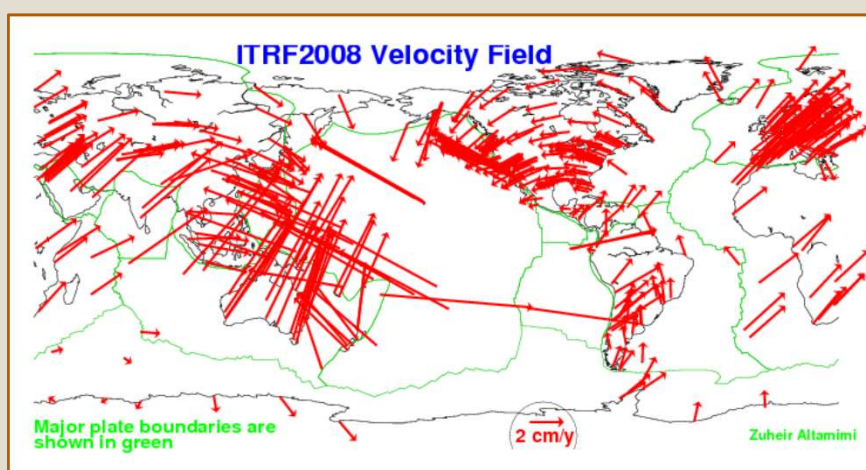 ITRF2008 Velocity Field
Major plate boundaries are
shown in green
2 cm/y
Zuheir Altamimi